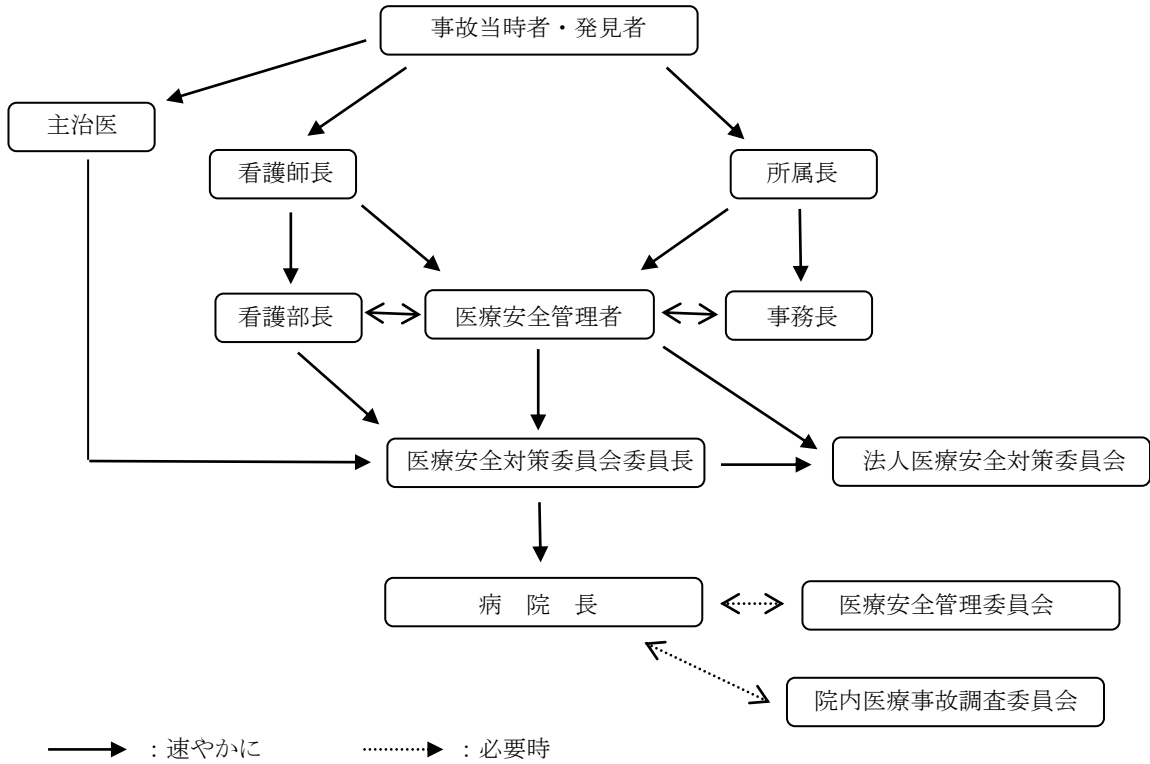 事故当時者・発見者
主治医
看護師長
所属長
看護部長
医療安全管理者
事務長
医療安全対策委員会委員長
法人医療安全対策委員会
病　院　長
医療安全管理委員会
院内医療事故調査委員会
：速やかに
：必要時